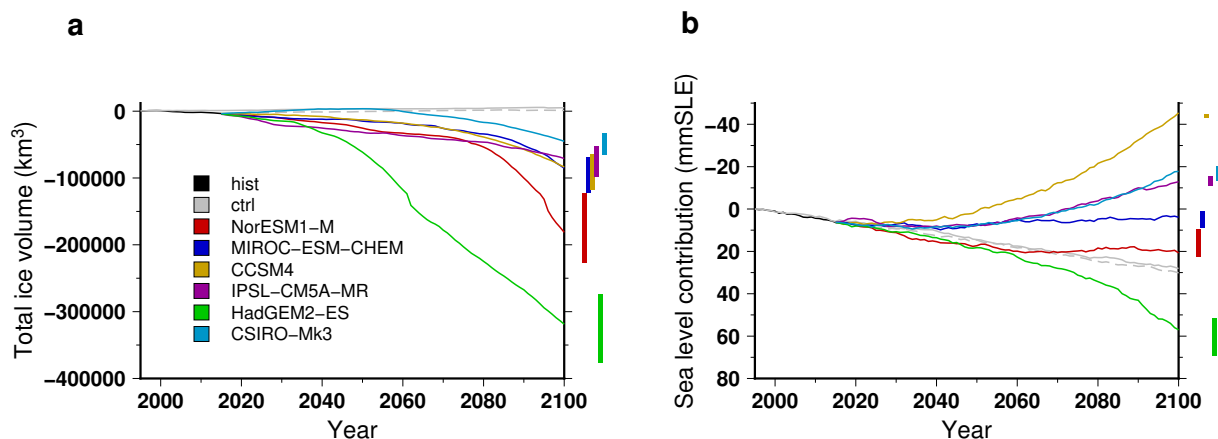 a
Total ice volume (km³)
0
−100000
−200000
−300000
−400000
hist
ctrl
NorESM1−M
MIROC−ESM−CHEM
CCSM4
IPSL−CM5A−MR
HadGEM2−ES
CSIRO−Mk3
2000 2020 2040 2060 2080 2100
Year
b
Sea level contribution (mmSLE)
−40
−20
0
20
40
60
80
2000 2020 2040 2060 2080 2100
Year